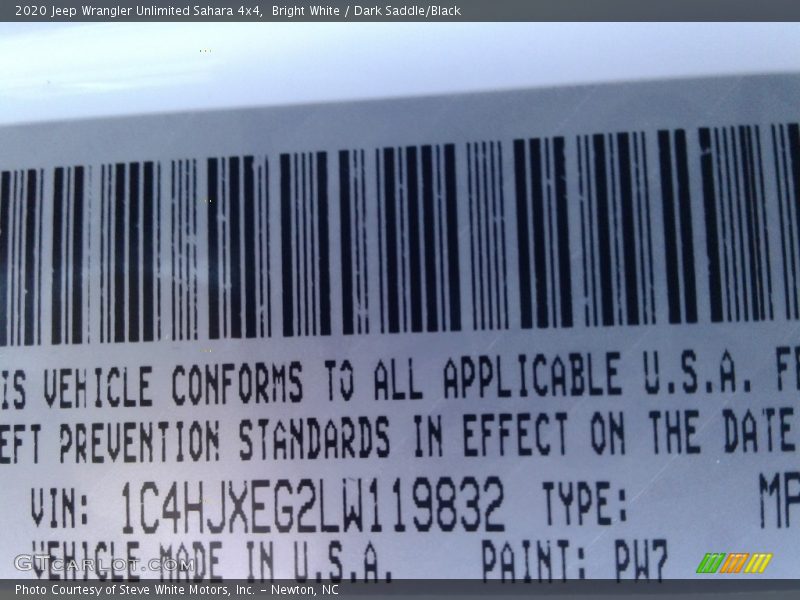 2020 Jeep Wrangler Unlimited Sahara 4x4,  Bright White / Dark Saddle/Black
IS VEHICLE CONFORMS TO ALL APPLICABLE U.S.A. FE
EFT PREVENTION STANDARDS IN EFFECT ON THE DATE
VIN: 1C4HJXEG2LW119832 TYPE: MP
VEHICLE MADE IN U.S.A. PAINT: PW7
GTcarlot.com
Photo Courtesy of Steve White Motors, Inc. – Newton, NC